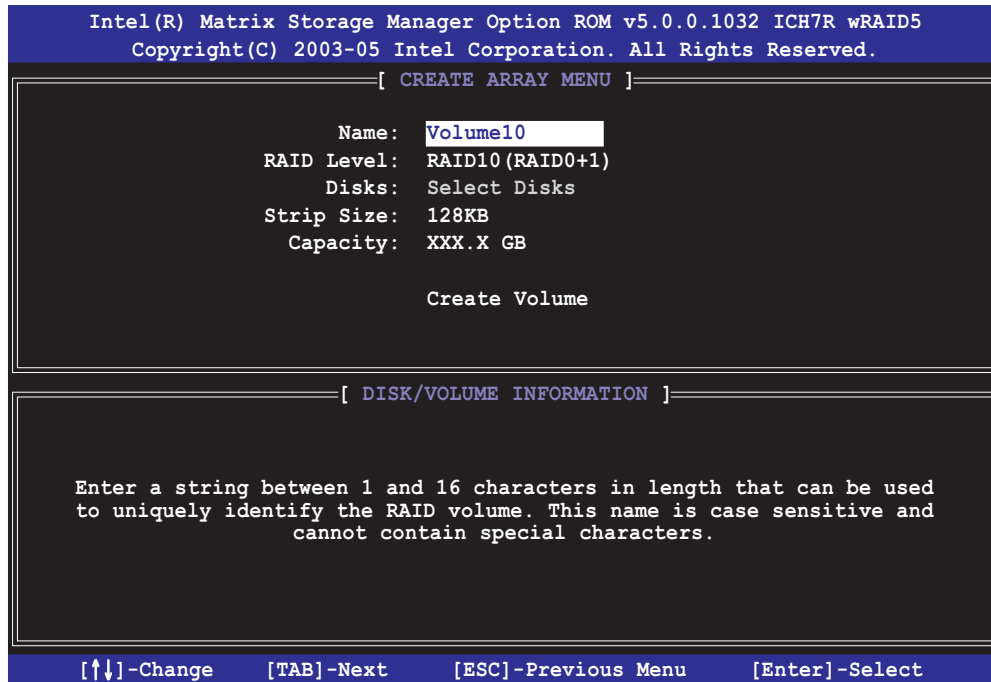 Intel(R) Matrix Storage Manager Option ROM v5.0.0.1032 ICH7R wRAID5
Copyright(C) 2003-05 Intel Corporation. All Rights Reserved.
[ CREATE ARRAY MENU ]
Name: Volume10
RAID Level: RAID10(RAID0+1)
Disks: Select Disks
Strip Size: 128KB
Capacity: XXX.X GB
Create Volume
[ DISK/VOLUME INFORMATION ]
Enter a string between 1 and 16 characters in length that can be used
to uniquely identify the RAID volume. This name is case sensitive and
cannot contain special characters.
[↑↓]-Change [TAB]-Next [ESC]-Previous Menu [Enter]-Select